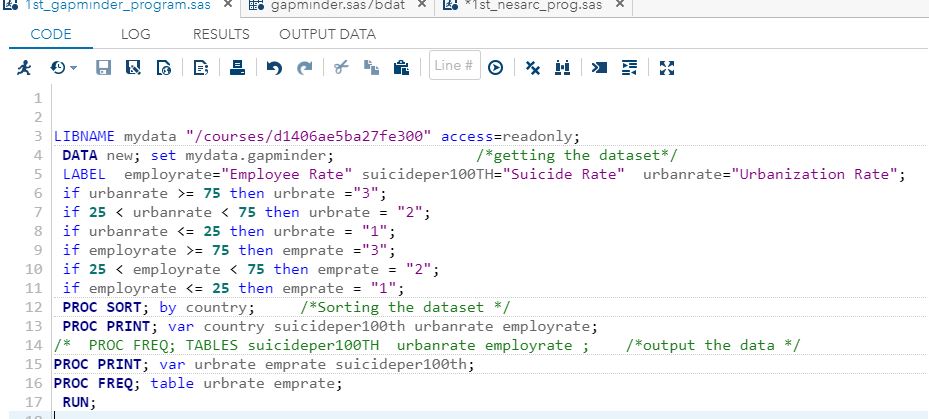 1st_gapminder_program.sas × gapminder.sas7bdat × *1st_nesarc_prog.sas ×
CODE LOG RESULTS OUTPUT DATA
Line #
1
2
3 LIBNAME mydata "/courses/d1406ae5ba27fe300" access=readonly;
4 DATA new; set mydata.gapminder; /*getting the dataset*/
5 LABEL employrate="Employee Rate" suicideper100TH="Suicide Rate" urbanrate="Urbanization Rate";
6 if urbanrate >= 75 then urbrate ="3";
7 if 25 < urbanrate < 75 then urbrate = "2";
8 if urbanrate <= 25 then urbrate = "1";
9 if employrate >= 75 then emprate ="3";
10 if 25 < employrate < 75 then emprate = "2";
11 if employrate <= 25 then emprate = "1";
12 PROC SORT; by country; /*Sorting the dataset */
13 PROC PRINT; var country suicideper100th urbanrate employrate;
14 /* PROC FREQ; TABLES suicideper100TH urbanrate employrate ; /*output the data */
15 PROC PRINT; var urbrate emprate suicideper100th;
16 PROC FREQ; table urbrate emprate;
17 RUN;
18